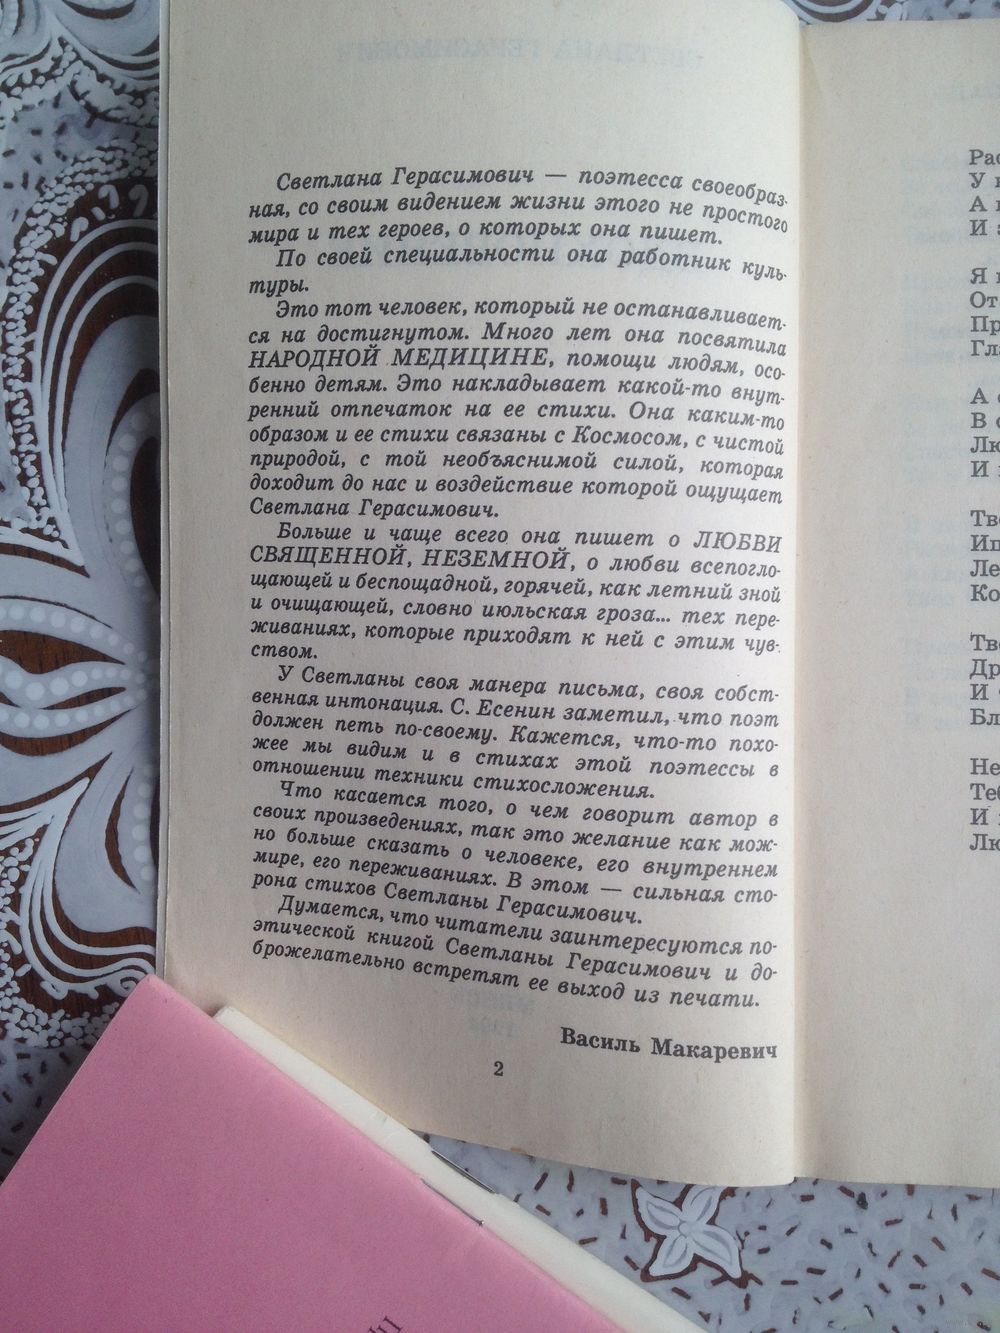 Светлана Герасимович — поэтесса своеобраз-
ная, со своим видением жизни этого не простого
мира и тех героев, о которых она пишет.
По своей специальности она работник куль-
туры.
Это тот человек, который не останавливает-
ся на достигнутом. Много лет она посвятила
НАРОДНОЙ МЕДИЦИНЕ, помощи людям, осо-
бенно детям. Это накладывает какой-то внут-
ренний отпечаток на ее стихи. Она каким-то
образом и ее стихи связаны с Космосом, с чистой
природой, с той необъяснимой силой, которая
доходит до нас и воздействие которой ощущает
Светлана Герасимович.
Больше и чаще всего она пишет о ЛЮБВИ
СВЯЩЕННОЙ, НЕЗЕМНОЙ, о любви всепогло-
щающей и беспощадной, горячей, как летний зной
и очищающей, словно июльская гроза... тех пере-
живаниях, которые приходят к ней с этим чув-
ством.
У Светланы своя манера письма, своя собст-
венная интонация. С. Есенин заметил, что поэт
должен петь по-своему. Кажется, что-то похо-
жее мы видим и в стихах этой поэтессы в
отношении техники стихосложения.
Что касается того, о чем говорит автор в
своих произведениях, так это желание как мож-
но больше сказать о человеке, его внутреннем
мире, его переживаниях. В этом — сильная сто-
рона стихов Светланы Герасимович.
Думается, что читатели заинтересуются по-
этической книгой Светланы Герасимович и до-
брожелательно встретят ее выход из печати.
Василь Макаревич
2
Рас
У
А
И
Я
От
Пр
Гл
А
В
Лю
И
Тво
Ип
Ле
Ко
Тво
Др
И
Бл
Не
Теб
И
Лю